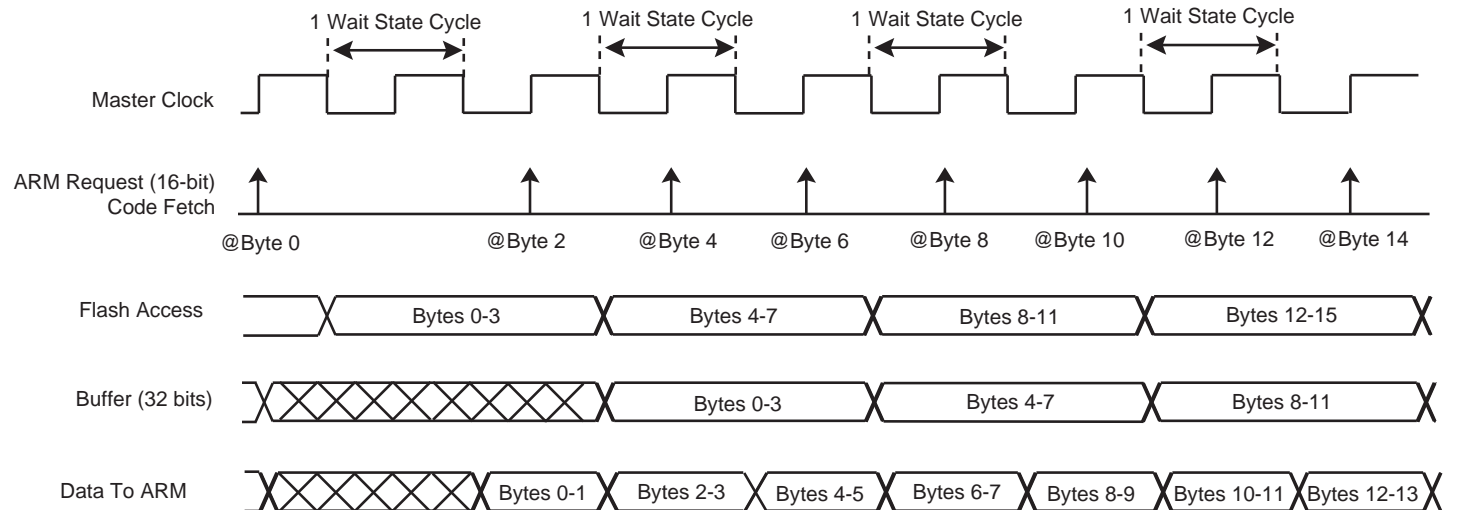 1 Wait State Cycle 1 Wait State Cycle 1 Wait State Cycle 1 Wait State Cycle
Master Clock
ARM Request (16-bit)
Code Fetch
@Byte 0 @Byte 2 @Byte 4 @Byte 6 @Byte 8 @Byte 10 @Byte 12 @Byte 14
Flash Access Bytes 0-3 Bytes 4-7 Bytes 8-11 Bytes 12-15
Buffer (32 bits) Bytes 0-3 Bytes 4-7 Bytes 8-11
Data To ARM Bytes 0-1 Bytes 2-3 Bytes 4-5 Bytes 6-7 Bytes 8-9 Bytes 10-11 Bytes 12-13